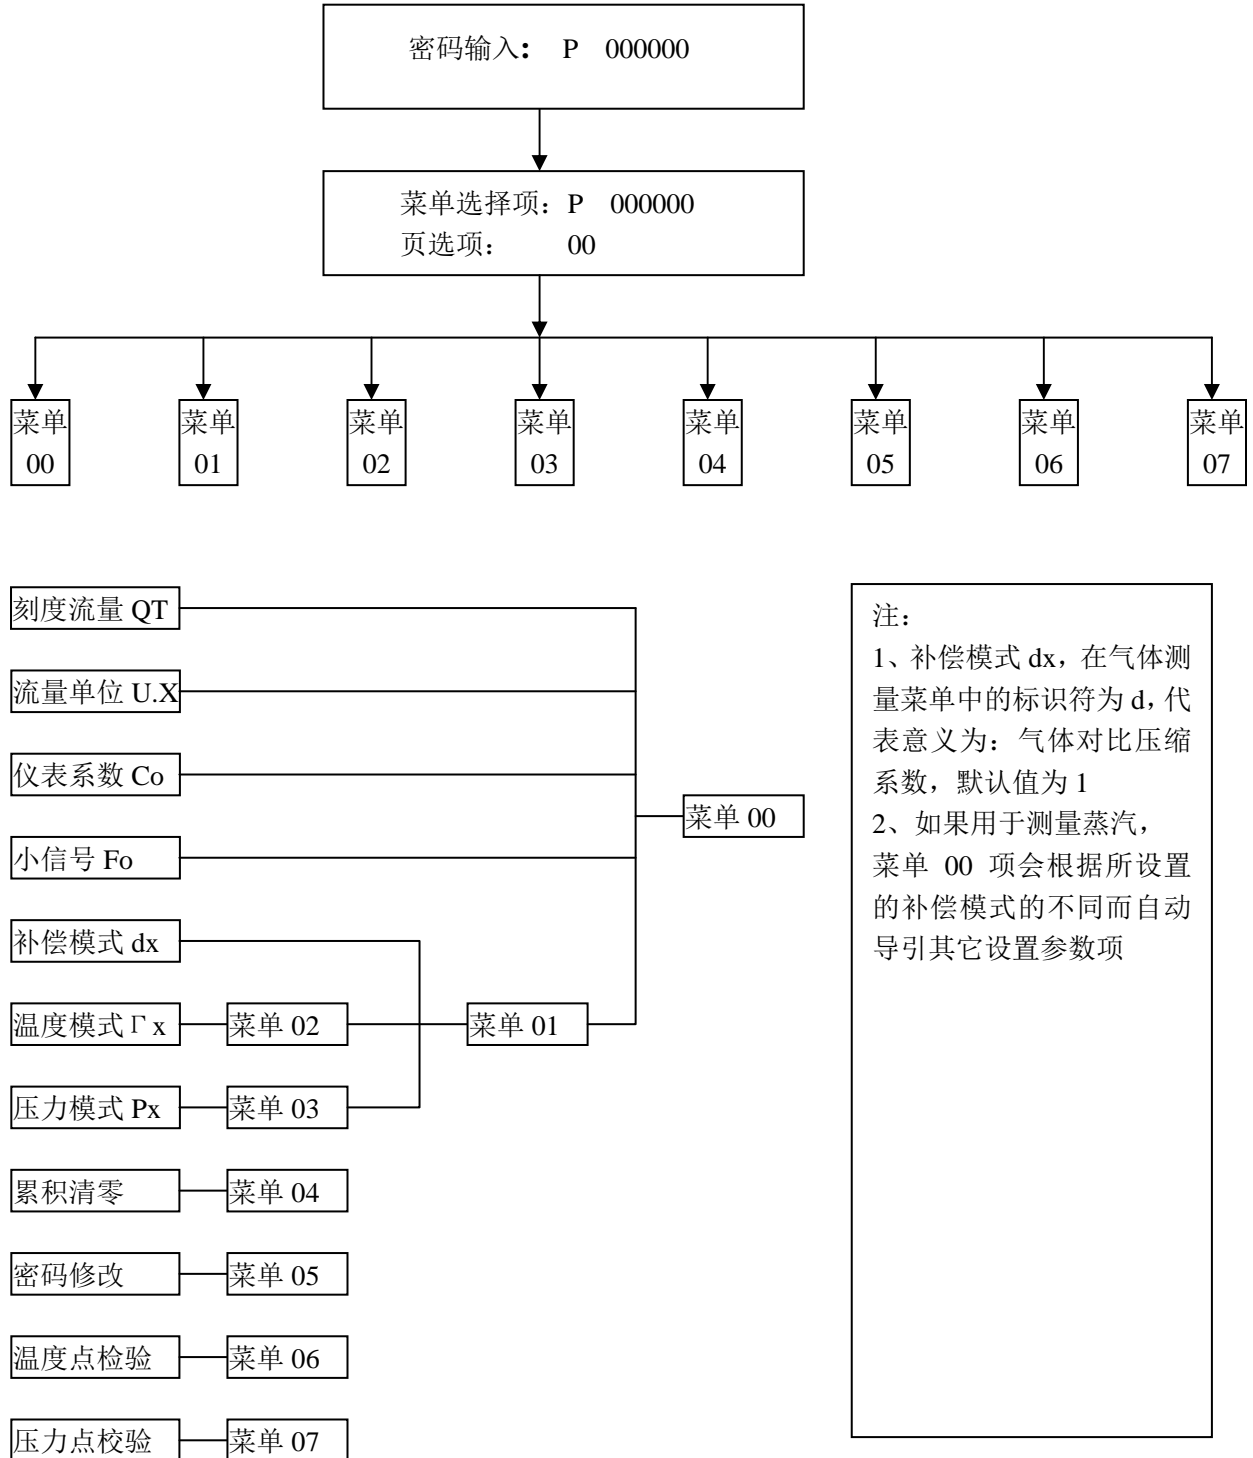 密码输入： P 000000
菜单选择项：P 000000
页选项： 00
菜单
00
菜单
01
菜单
02
菜单
03
菜单
04
菜单
05
菜单
06
菜单
07
刻度流量 QT
流量单位 U.X
仪表系数 Co
菜单 00
小信号 Fo
补偿模式 dx
温度模式 Γ x
菜单 02
菜单 01
压力模式 Px
菜单 03
累积清零
菜单 04
密码修改
菜单 05
温度点检验
菜单 06
压力点校验
菜单 07
注：
1、补偿模式 dx，在气体测
量菜单中的标识符为 d，代
表意义为：气体对比压缩
系数，默认值为 1
2、如果用于测量蒸汽，
菜单 00 项会根据所设置
的补偿模式的不同而自动
导引其它设置参数项